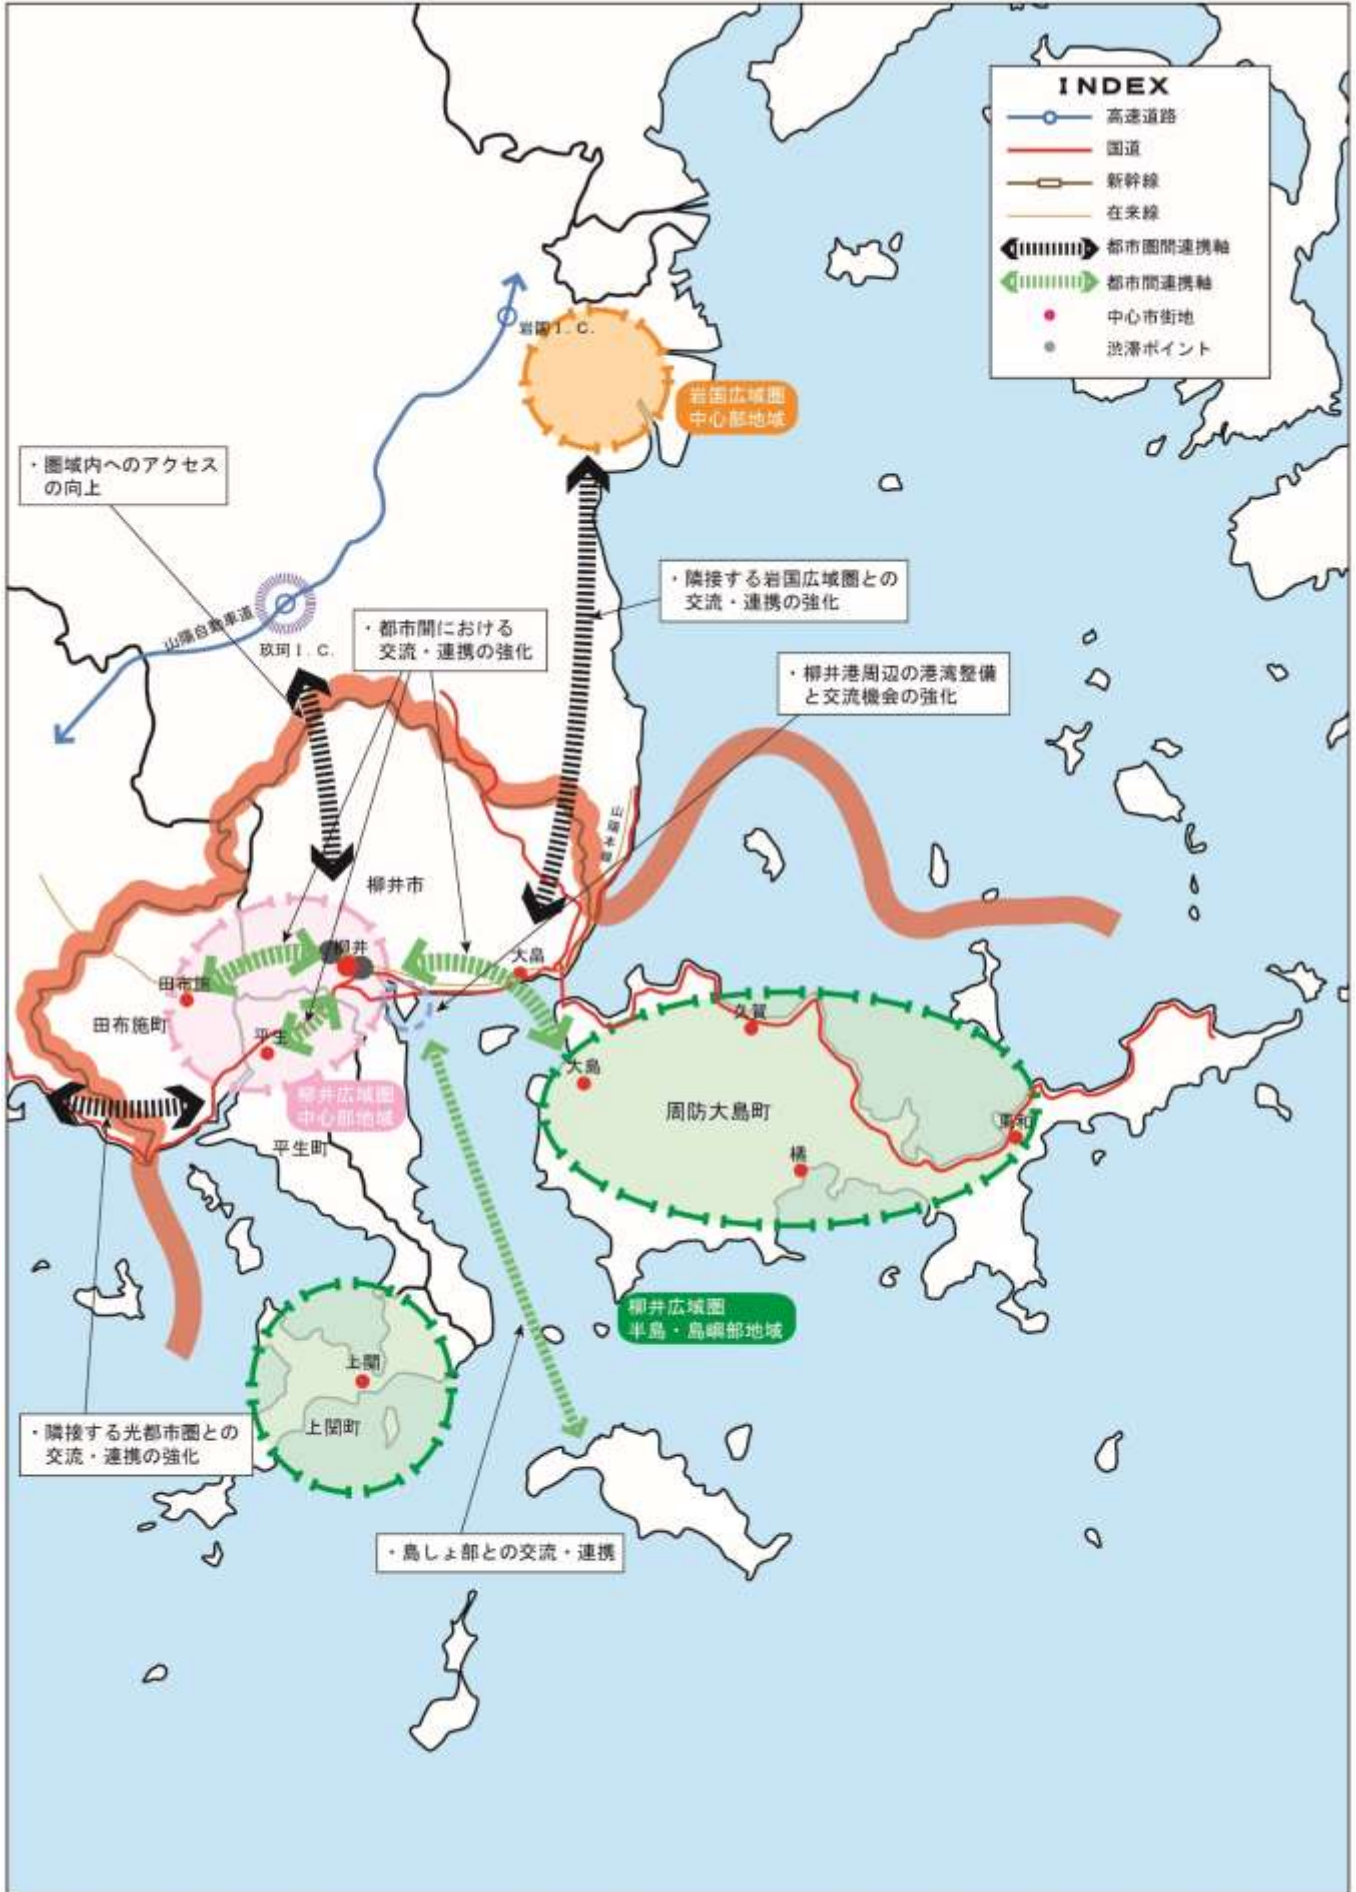 INDEX
高速道路
国道
新幹線
在来線
都市圏間連携軸
都市間連携軸
中心市街地
渋滞ポイント
岩国I.C.
岩国広域圏
中心部地域
・圏域内へのアクセス
の向上
・隣接する岩国広域圏との
交流・連携の強化
山陽自動車道
玖珂I.C.
・都市間における
交流・連携の強化
・柳井港周辺の港湾整備
と交流機会の強化
山陽本線
柳井市
柳井
大畠
田布施
田布施町
平生
久賀
大島
周防大島町
東和
橘
柳井広域圏
中心部地域
平生町
柳井広域圏
半島・島嶼部地域
上関
上関町
・隣接する光都市圏との
交流・連携の強化
・島しょ部との交流・連携